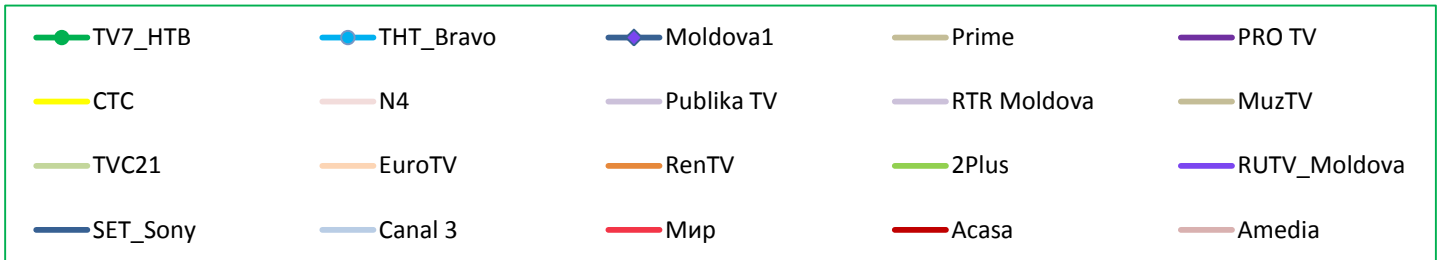 TV7_HTB THT_Bravo Moldova1 Prime PRO TV
CTC N4 Publika TV RTR Moldova MuzTV
TVC21 EuroTV RenTV 2Plus RUTV_Moldova
SET_Sony Canal 3 Мир Acasa Amedia